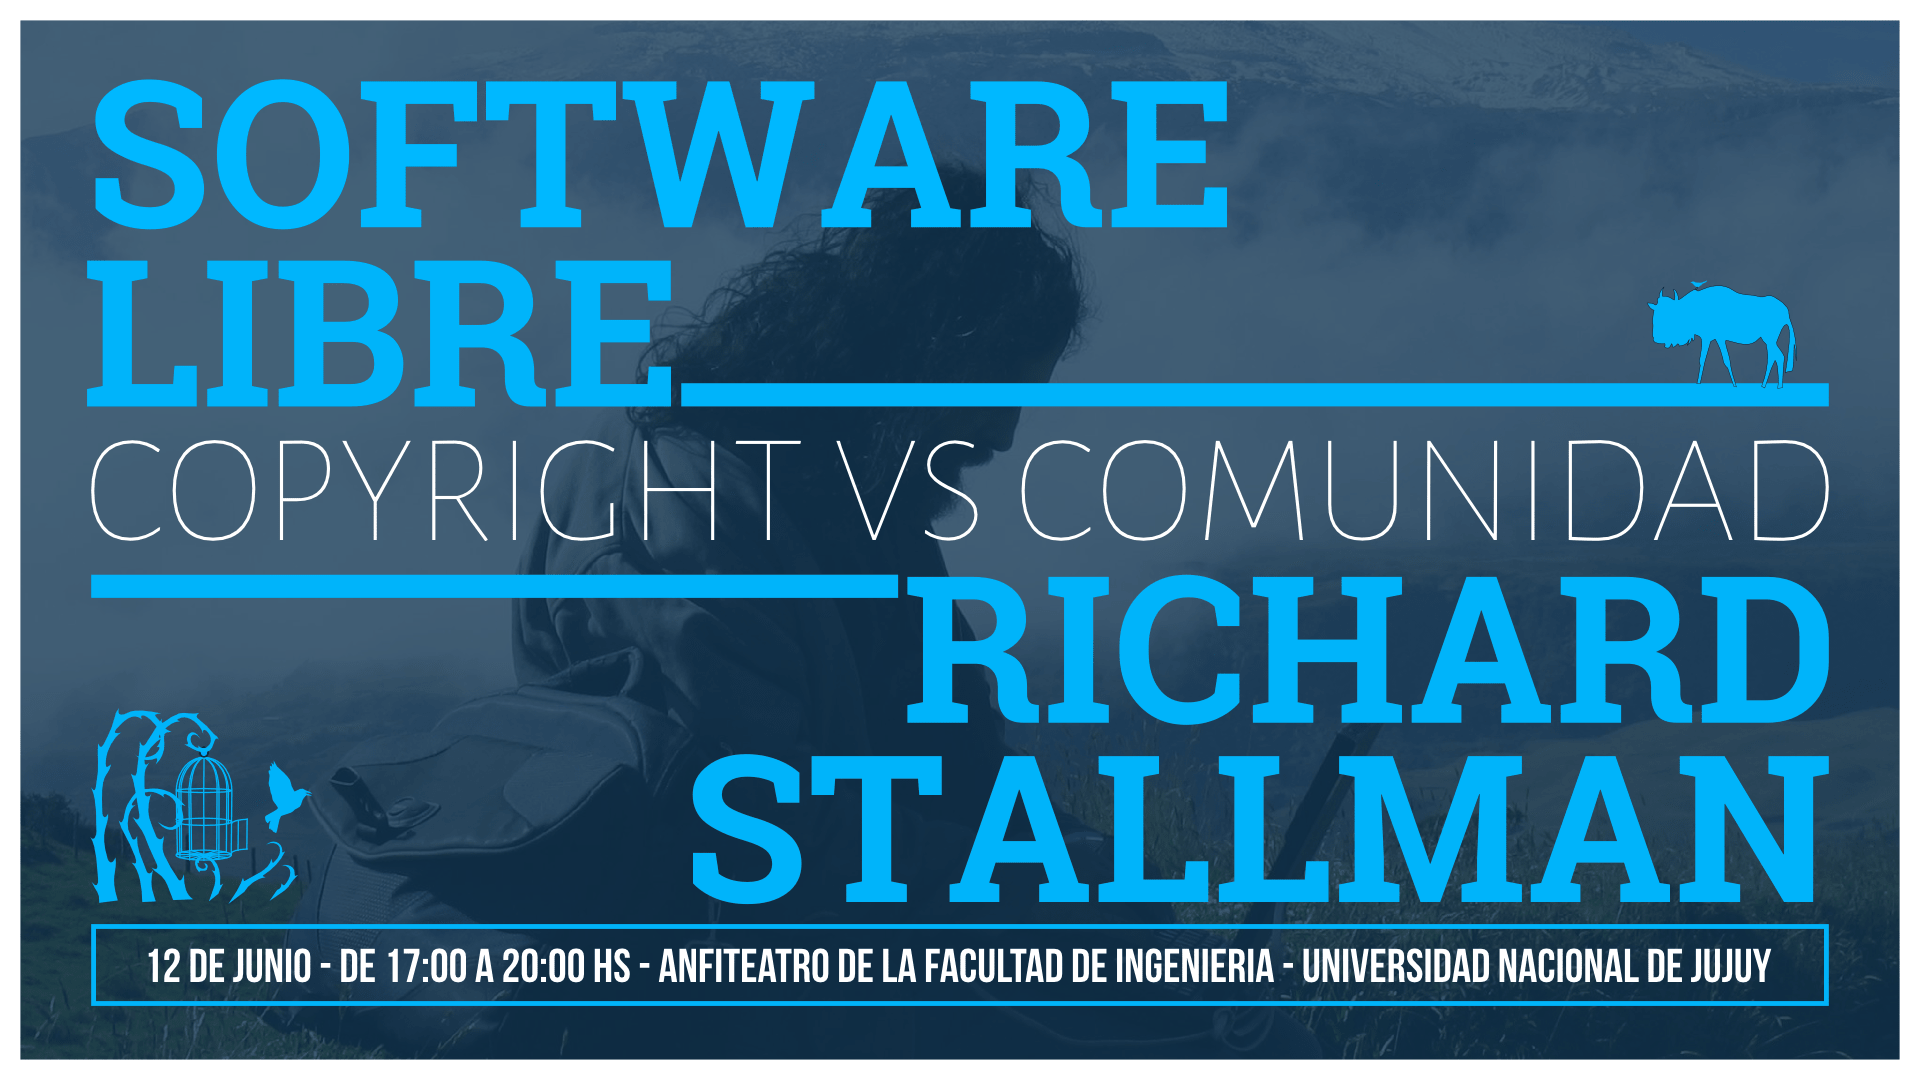 SOFTWARE
LIBRE
COPYRIGHT VS COMUNIDAD
RICHARD
STALLMAN
12 DE JUNIO - DE 17:00 A 20:00 HS - ANFITEATRO DE LA FACULTAD DE INGENIERIA - UNIVERSIDAD NACIONAL DE JUJUY